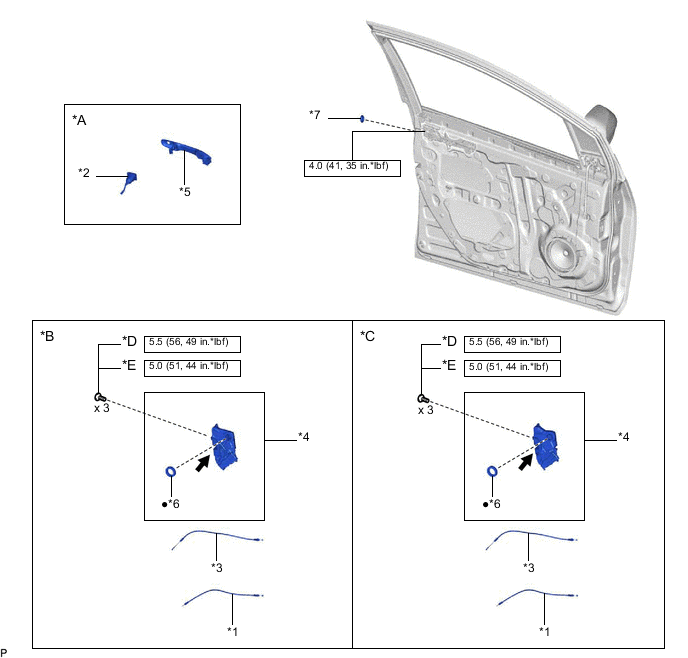 *7
*A
4.0 (41, 35 in.*lbf)
*2
*5
*B
*D
5.5 (56, 49 in.*lbf)
*E
5.0 (51, 44 in.*lbf)
x 3
*4
●*6
*3
*1
*C
*D
5.5 (56, 49 in.*lbf)
*E
5.0 (51, 44 in.*lbf)
x 3
*4
●*6
*3
*1
P